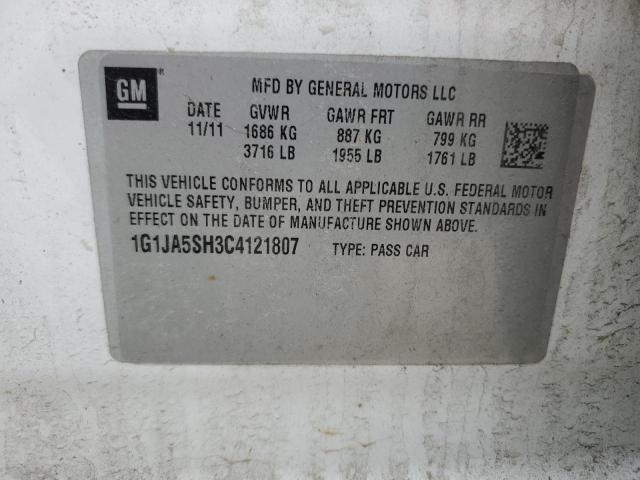 GM ®
MFD BY GENERAL MOTORS LLC
DATE GVWR GAWR FRT GAWR RR
11/11 1686 KG 887 KG 799 KG
3716 LB 1955 LB 1761 LB
THIS VEHICLE CONFORMS TO ALL APPLICABLE U.S. FEDERAL MOTOR
VEHICLE SAFETY, BUMPER, AND THEFT PREVENTION STANDARDS IN
EFFECT ON THE DATE OF MANUFACTURE SHOWN ABOVE.
1G1JA5SH3C4121807 TYPE: PASS CAR